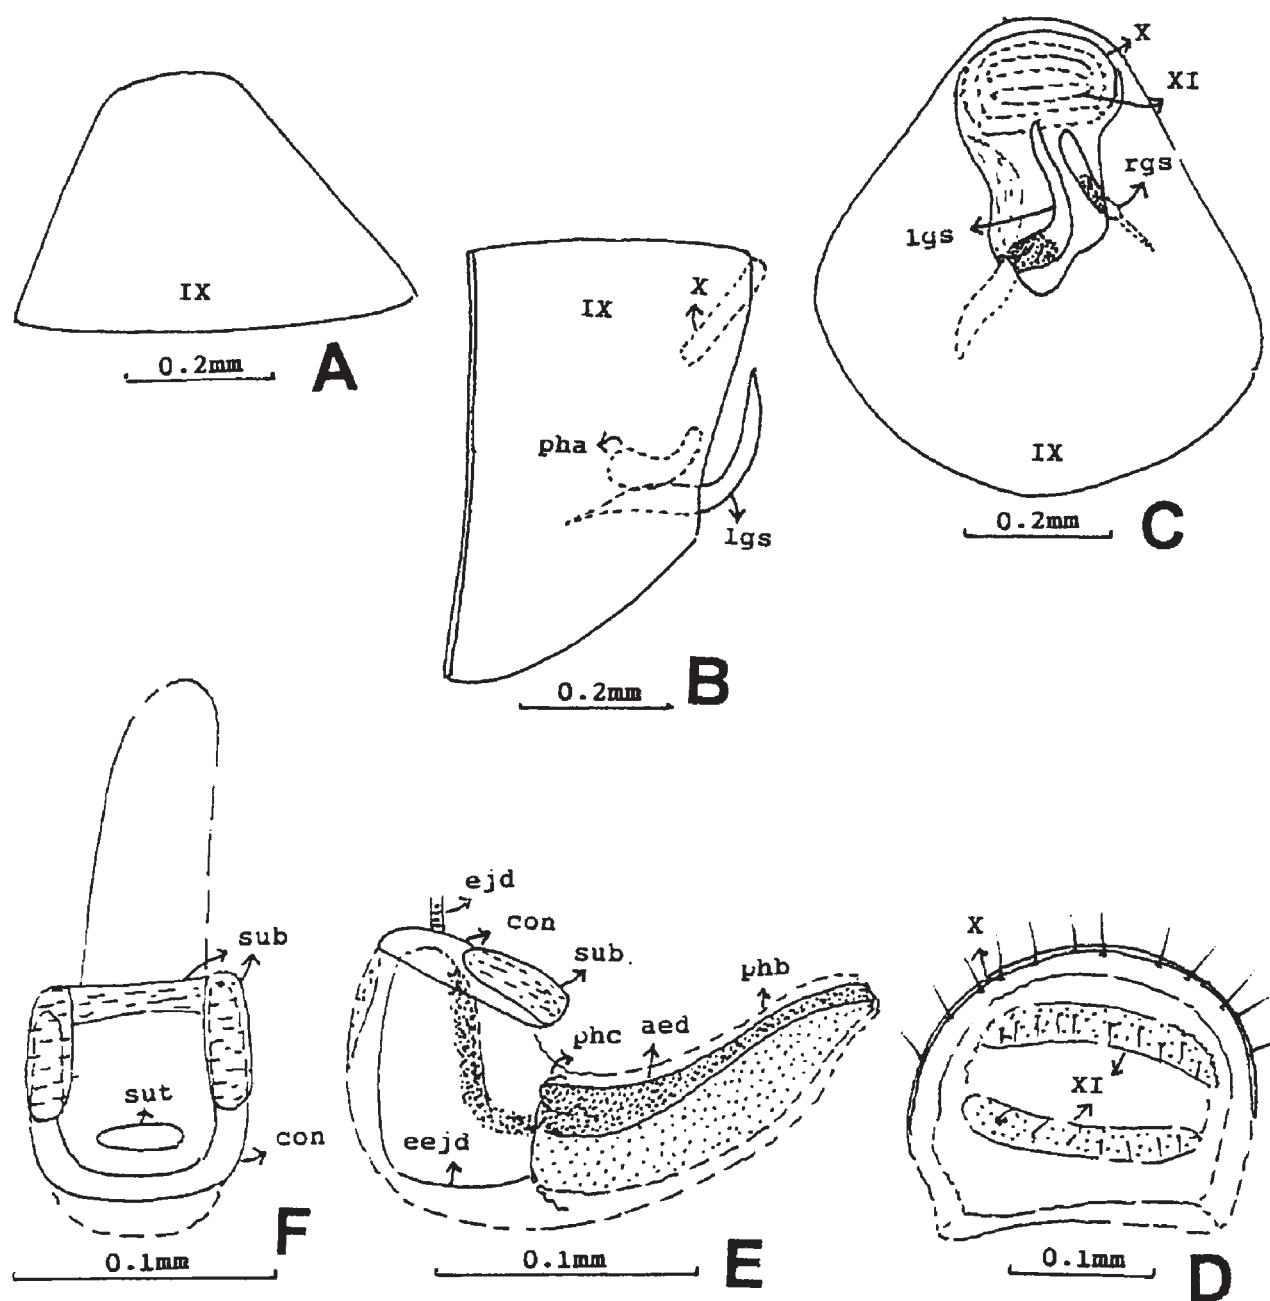 IX
0.2mm
A
IX
X
pha
lgs
0.2mm
B
X
XI
rgs
lgs
IX
0.2mm
C
sub
sut
con
0.1mm
F
ejd
con
sub
phb
phc
aed
eejd
0.1mm
E
X
XI
0.1mm
D